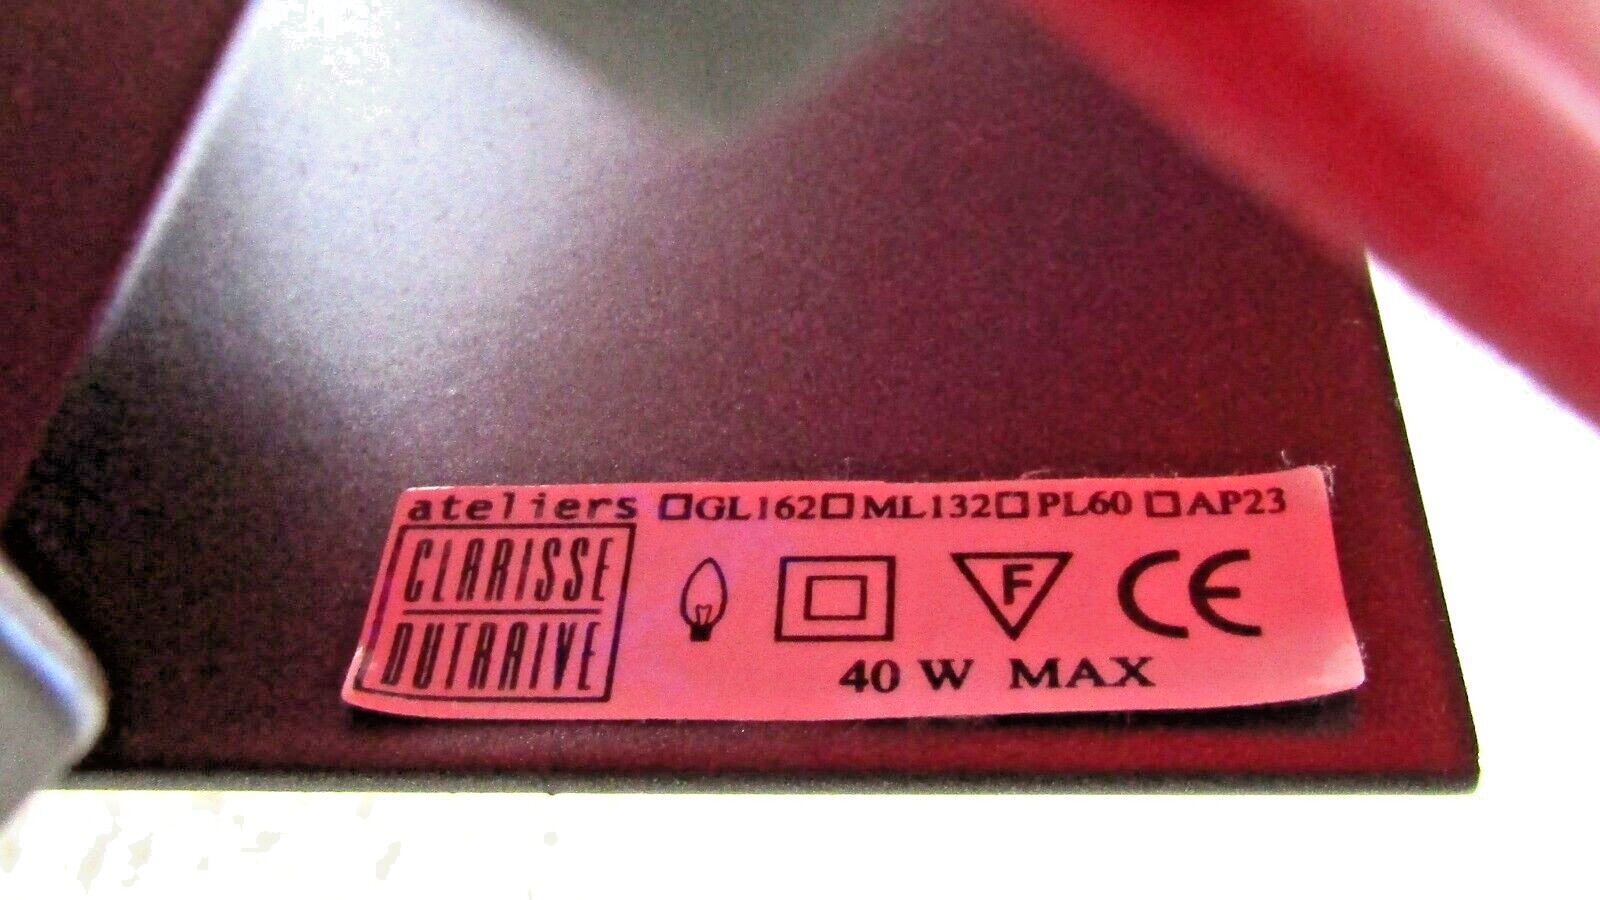 ateliers □GL162□ML132□PL60 □AP23
CLARISSE
DUTRAIVE
F CE
40 W MAX